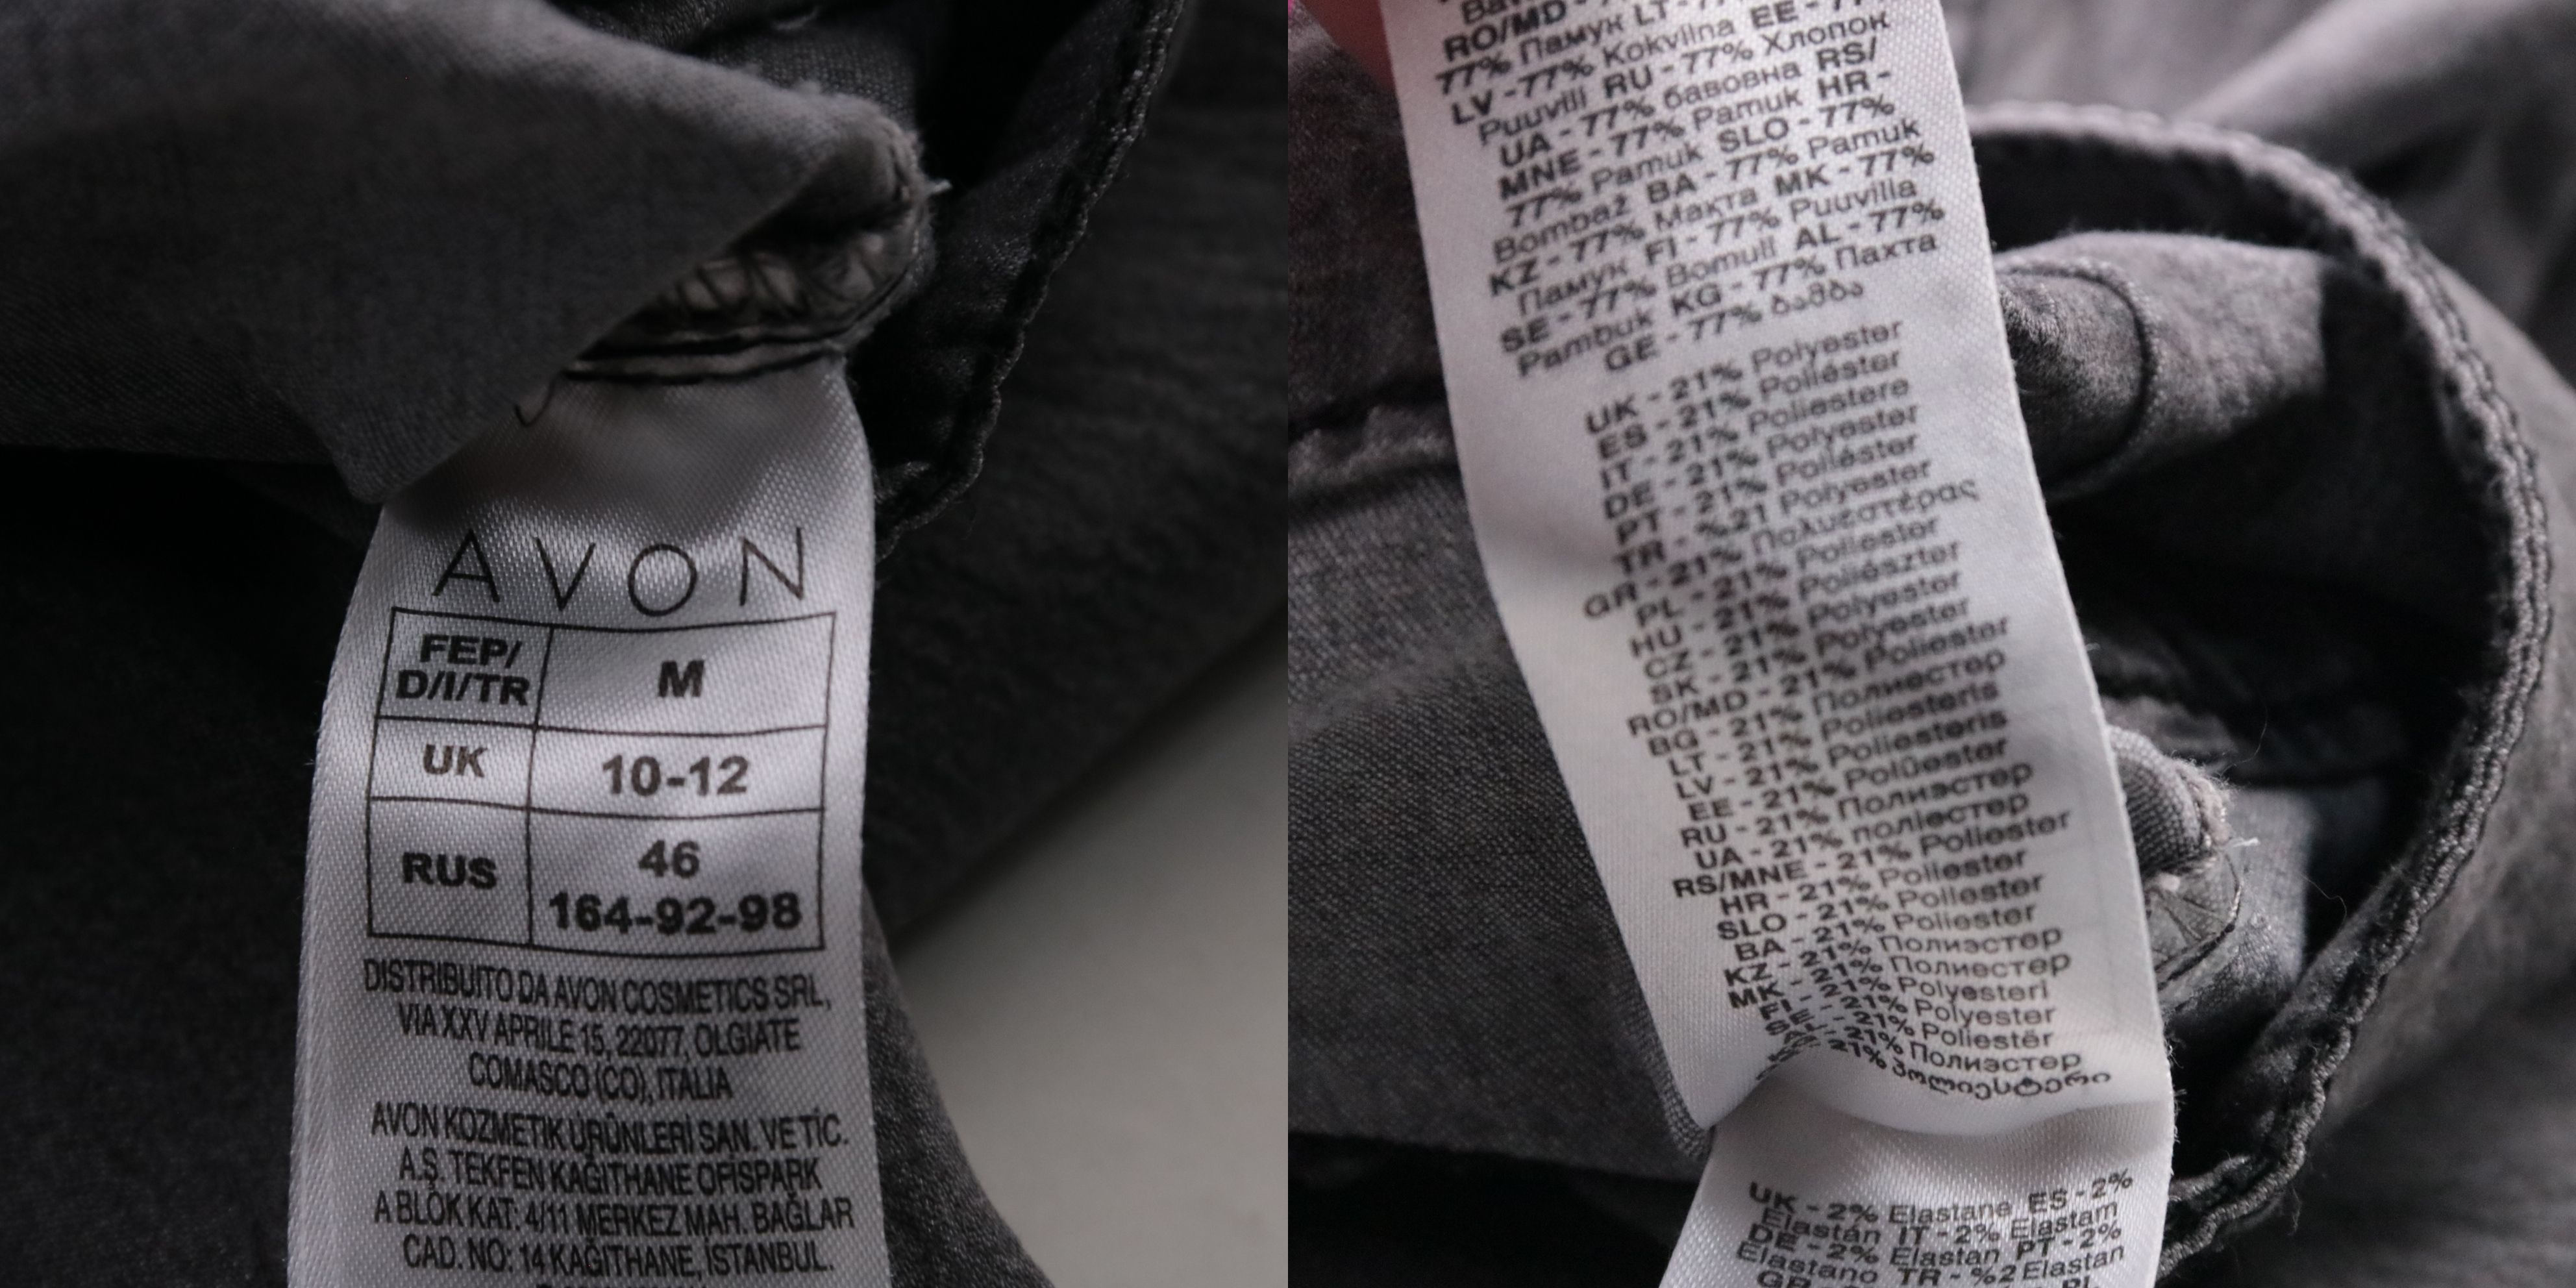 AVON
FEP/
D/I/TR
M
UK
10-12
RUS
46
164-92-98
DISTRIBUITO DA AVON COSMETICS SRL,
VIA XXV APRILE 15, 22077, OLGIATE
COMASCO (CO), ITALIA
AVON KOZMETIK ÜRÜNLERİ SAN. VE TİC.
A.Ş. TEKFEN KAĞITHANE OFISPARK
A BLOK KAT: 4/11 MERKEZ MAH. BAĞLAR
CAD. NO: 14 KAĞITHANE, İSTANBUL.
RO/MD -
77% Памук LT - 77%
LV - 77% Kokvilna EE - 77%
Puuvill RU - 77% Хлопок
UA - 77% бавовна RS/
MNE - 77% Pamuk HR -
77% Pamuk SLO - 77%
Bombaž BA - 77% Pamuk
KZ - 77% Мақта MK - 77%
Памук FI - 77% Puuvilla
SE - 77% Bomull AL - 77%
Pambuk KG - 77% Пахта
GE - 77% ბამბა
UK - 21% Polyester
ES - 21% Poliéster
IT - 21% Poliestere
DE - 21% Polyester
PT - 21% Poliéster
TR - %21 Polyester
GR - 21% Πολυεστέρας
PL - 21% Poliester
HU - 21% Poliészter
CZ - 21% Polyester
SK - 21% Polyester
RO/MD - 21% Poliester
BG - 21% Полиестер
LT - 21% Poliesteris
LV - 21% Poliesteris
EE - 21% Polüester
RU - 21% Полиэстер
UA - 21% поліестер
RS/MNE - 21% Poliester
HR - 21% Poliester
SLO - 21% Poliester
BA - 21% Poliester
KZ - 21% Полиэстер
MK - 21% Полиестер
FI - 21% Polyesteri
SE - 21% Polyester
21% Poliestër
21% Полиэстер
21% პოლიესტერი
UK - 2% Elastane ES - 2%
Elastán IT - 2% Elastam
DE - 2% Elastan PT - 2%
Elastano TR - %2 Elastan